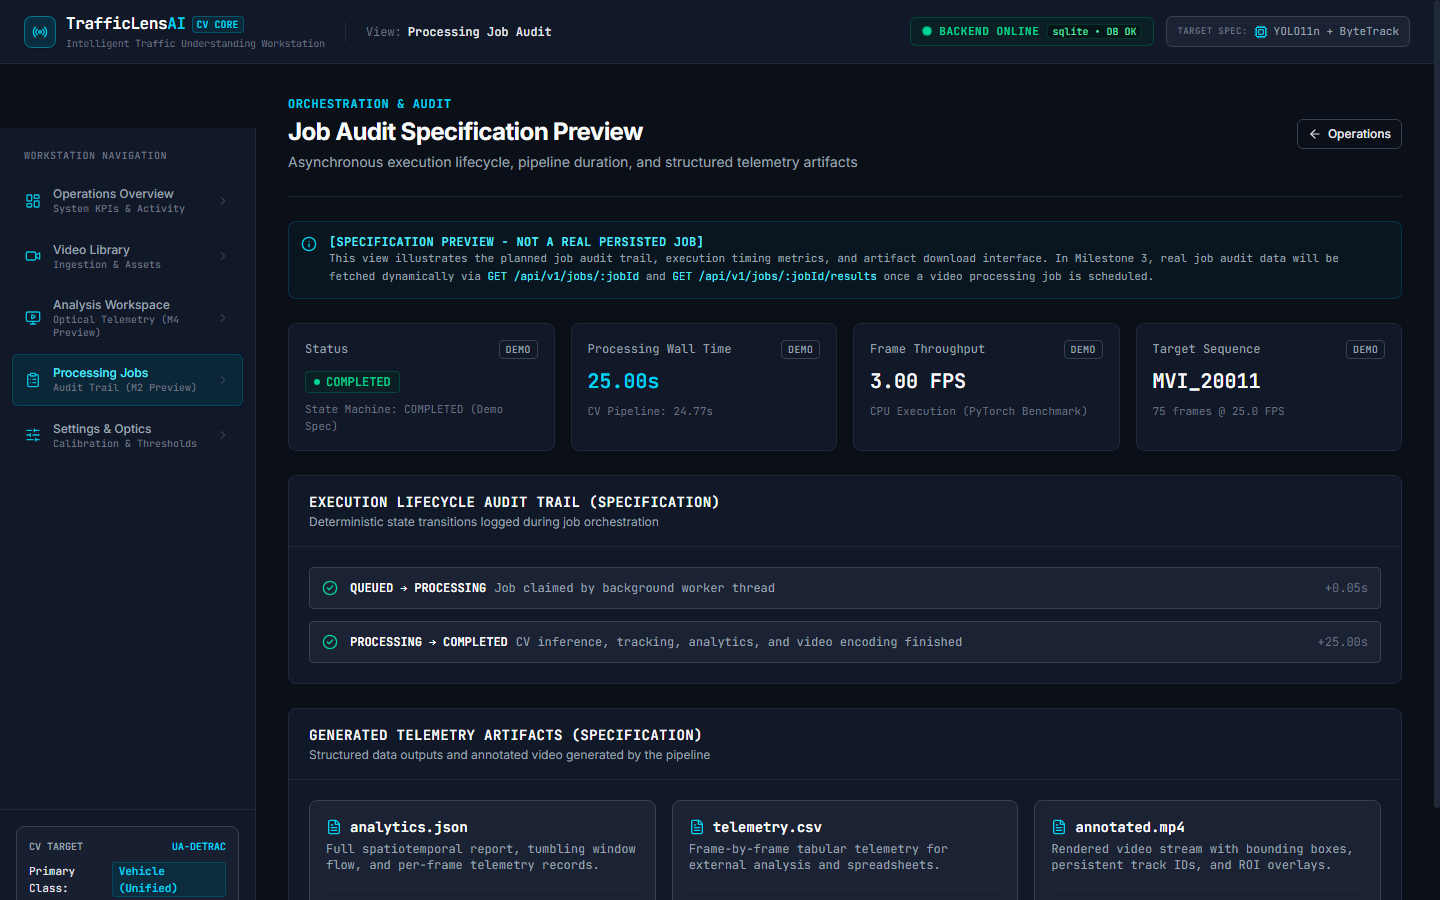 TrafficLensAI CV CORE
Intelligent Traffic Understanding Workstation
View: Processing Job Audit
BACKEND ONLINE sqlite • DB OK
TARGET SPEC: YOLO11n + ByteTrack
WORKSTATION NAVIGATION
Operations Overview
System KPIs & Activity
Video Library
Ingestion & Assets
Analysis Workspace
Optical Telemetry (M4
Preview)
Processing Jobs
Audit Trail (M2 Preview)
Settings & Optics
Calibration & Thresholds
CV TARGET UA-DETRAC
Primary
Class:
Vehicle
(Unified)
ORCHESTRATION & AUDIT
Job Audit Specification Preview
Asynchronous execution lifecycle, pipeline duration, and structured telemetry artifacts
← Operations
[SPECIFICATION PREVIEW - NOT A REAL PERSISTED JOB]
This view illustrates the planned job audit trail, execution timing metrics, and artifact download interface. In Milestone 3, real job audit data will be
fetched dynamically via GET /api/v1/jobs/:jobId and GET /api/v1/jobs/:jobId/results once a video processing job is scheduled.
Status DEMO
COMPLETED
State Machine: COMPLETED (Demo
Spec)
Processing Wall Time DEMO
25.00s
CV Pipeline: 24.77s
Frame Throughput DEMO
3.00 FPS
CPU Execution (PyTorch Benchmark)
Target Sequence DEMO
MVI_20011
75 frames @ 25.0 FPS
EXECUTION LIFECYCLE AUDIT TRAIL (SPECIFICATION)
Deterministic state transitions logged during job orchestration
QUEUED → PROCESSING Job claimed by background worker thread +0.05s
PROCESSING → COMPLETED CV inference, tracking, analytics, and video encoding finished +25.00s
GENERATED TELEMETRY ARTIFACTS (SPECIFICATION)
Structured data outputs and annotated video generated by the pipeline
analytics.json
Full spatiotemporal report, tumbling window
flow, and per-frame telemetry records.
telemetry.csv
Frame-by-frame tabular telemetry for
external analysis and spreadsheets.
annotated.mp4
Rendered video stream with bounding boxes,
persistent track IDs, and ROI overlays.